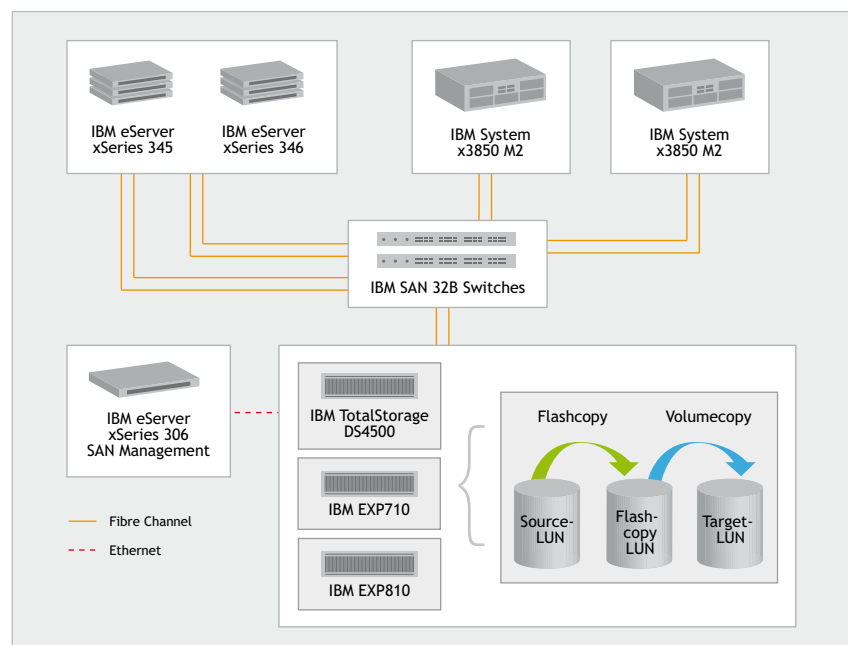 IBM eServer
xSeries 345
IBM eServer
xSeries 346
IBM System
x3850 M2
IBM System
x3850 M2
IBM SAN 32B Switches
IBM eServer
xSeries 306
SAN Management
IBM TotalStorage
DS4500
IBM EXP710
IBM EXP810
Flashcopy
Volumecopy
Source-
LUN
Flash-
copy
LUN
Target-
LUN
Fibre Channel
Ethernet